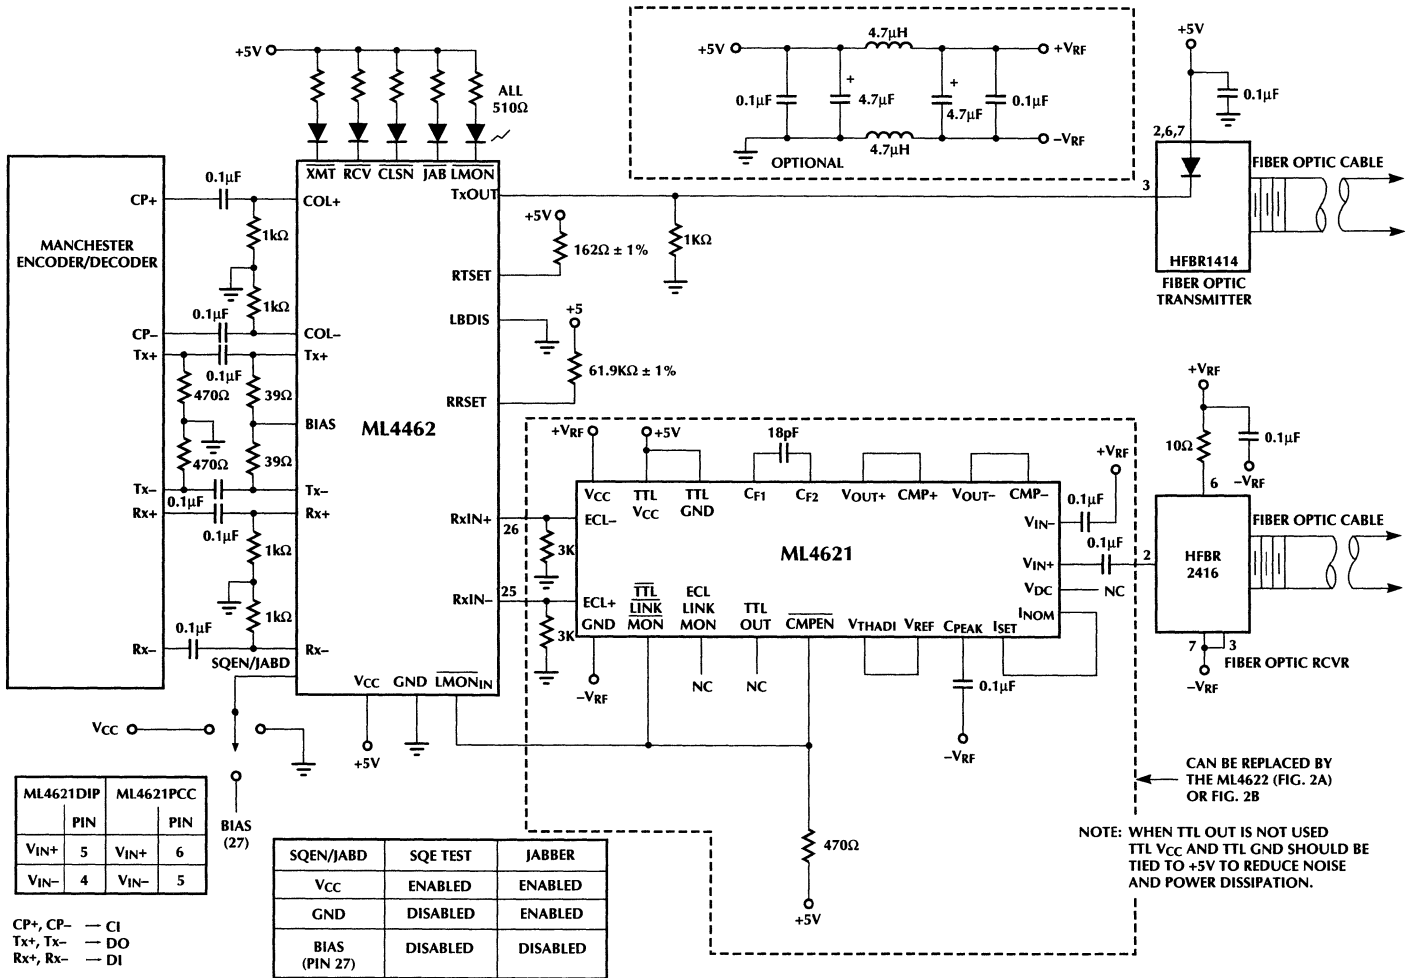 +5V
ALL
510Ω
XMT RCV CLSN JAB LMON
+5V
4.7µH
+VRF
0.1µF
+
4.7µF
+
4.7µF
0.1µF
4.7µH
–VRF
OPTIONAL
+5V
0.1µF
2,6,7
3
HFBR1414
FIBER OPTIC
TRANSMITTER
FIBER OPTIC CABLE
MANCHESTER
ENCODER/DECODER
CP+
0.1µF
COL+
1kΩ
1kΩ
CP–
0.1µF
COL–
Tx+
0.1µF
Tx+
470Ω
39Ω
BIAS
470Ω
39Ω
Tx–
0.1µF
Tx–
Rx+
0.1µF
Rx+
1kΩ
1kΩ
Rx–
0.1µF
Rx–
SQEN/JABD
ML4462
TxOUT
1KΩ
+5V
162Ω ± 1%
RTSET
LBDIS
+5
61.9KΩ ± 1%
RRSET
RxIN+
26
3K
RxIN–
25
3K
VCC
GND
LMONIN
+5V
VCC
BIAS
(27)
+VRF
+5V
18pF
VCC
TTL
VCC
TTL
GND
CF1
CF2
VOUT+
CMP+
VOUT–
CMP–
ECL–
ML4621
VIN–
0.1µF
+VRF
VIN+
0.1µF
2
VDC
NC
INOM
ECL+
GND
TTL
LINK
MON
ECL
LINK
MON
TTL
OUT
CMPEN
VTHADJ
VREF
CPEAK
ISET
–VRF
NC
NC
0.1µF
–VRF
470Ω
+5V
+VRF
10Ω
0.1µF
–VRF
6
HFBR
2416
7
3
–VRF
FIBER OPTIC CABLE
FIBER OPTIC RCVR
CAN BE REPLACED BY
THE ML4622 (FIG. 2A)
OR FIG. 2B
NOTE: WHEN TTL OUT IS NOT USED
TTL VCC AND TTL GND SHOULD BE
TIED TO +5V TO REDUCE NOISE
AND POWER DISSIPATION.
ML4621DIP ML4621PCC
PIN PIN
VIN+ 5 VIN+ 6
VIN– 4 VIN– 5
CP+, CP– → CI
Tx+, Tx– → DO
Rx+, Rx– → DI
SQEN/JABD SQE TEST JABBER
VCC ENABLED ENABLED
GND DISABLED ENABLED
BIAS
(PIN 27) DISABLED DISABLED